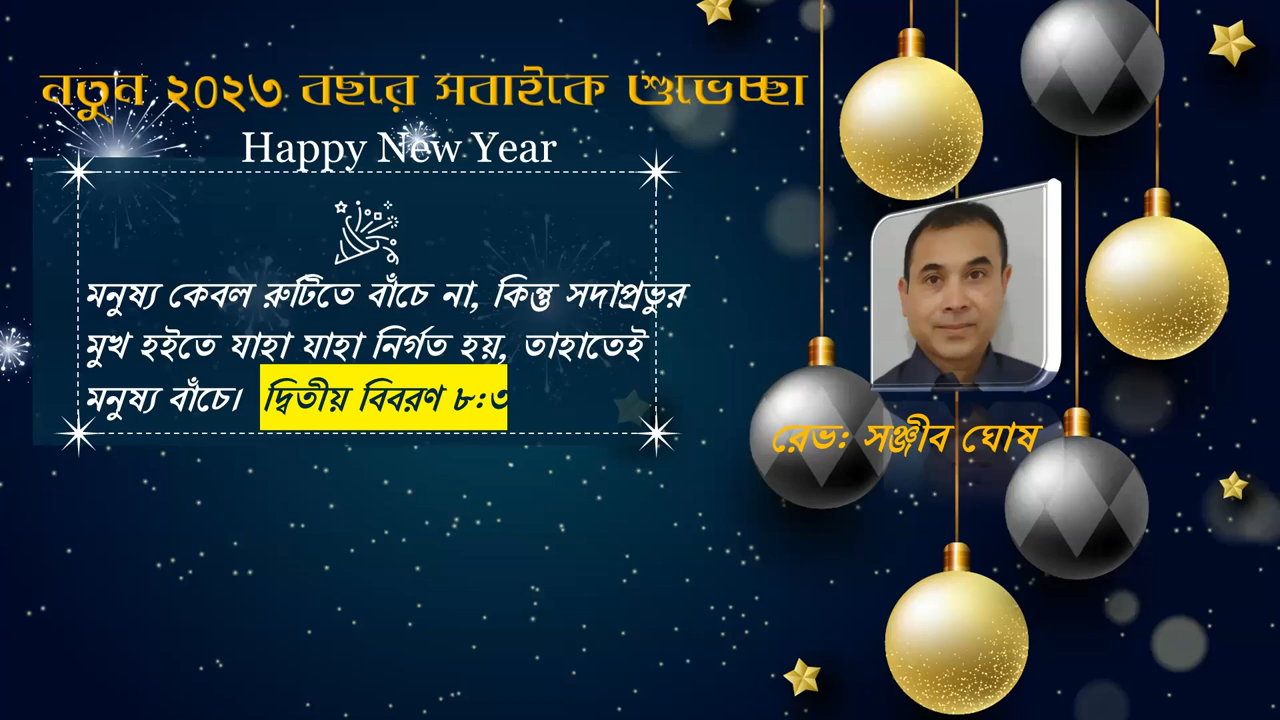 নতুন ২০২৩ বছরে সবাইকে শুভেচ্ছা
Happy New Year
মনুষ্য কেবল রুটিতে বাঁচে না, কিন্তু সদাপ্রভুর
মুখ হইতে যাহা যাহা নির্গত হয়, তাহাতেই
মনুষ্য বাঁচে। দ্বিতীয় বিবরণ ৮:৩
রেভ: সঞ্জীব ঘোষ